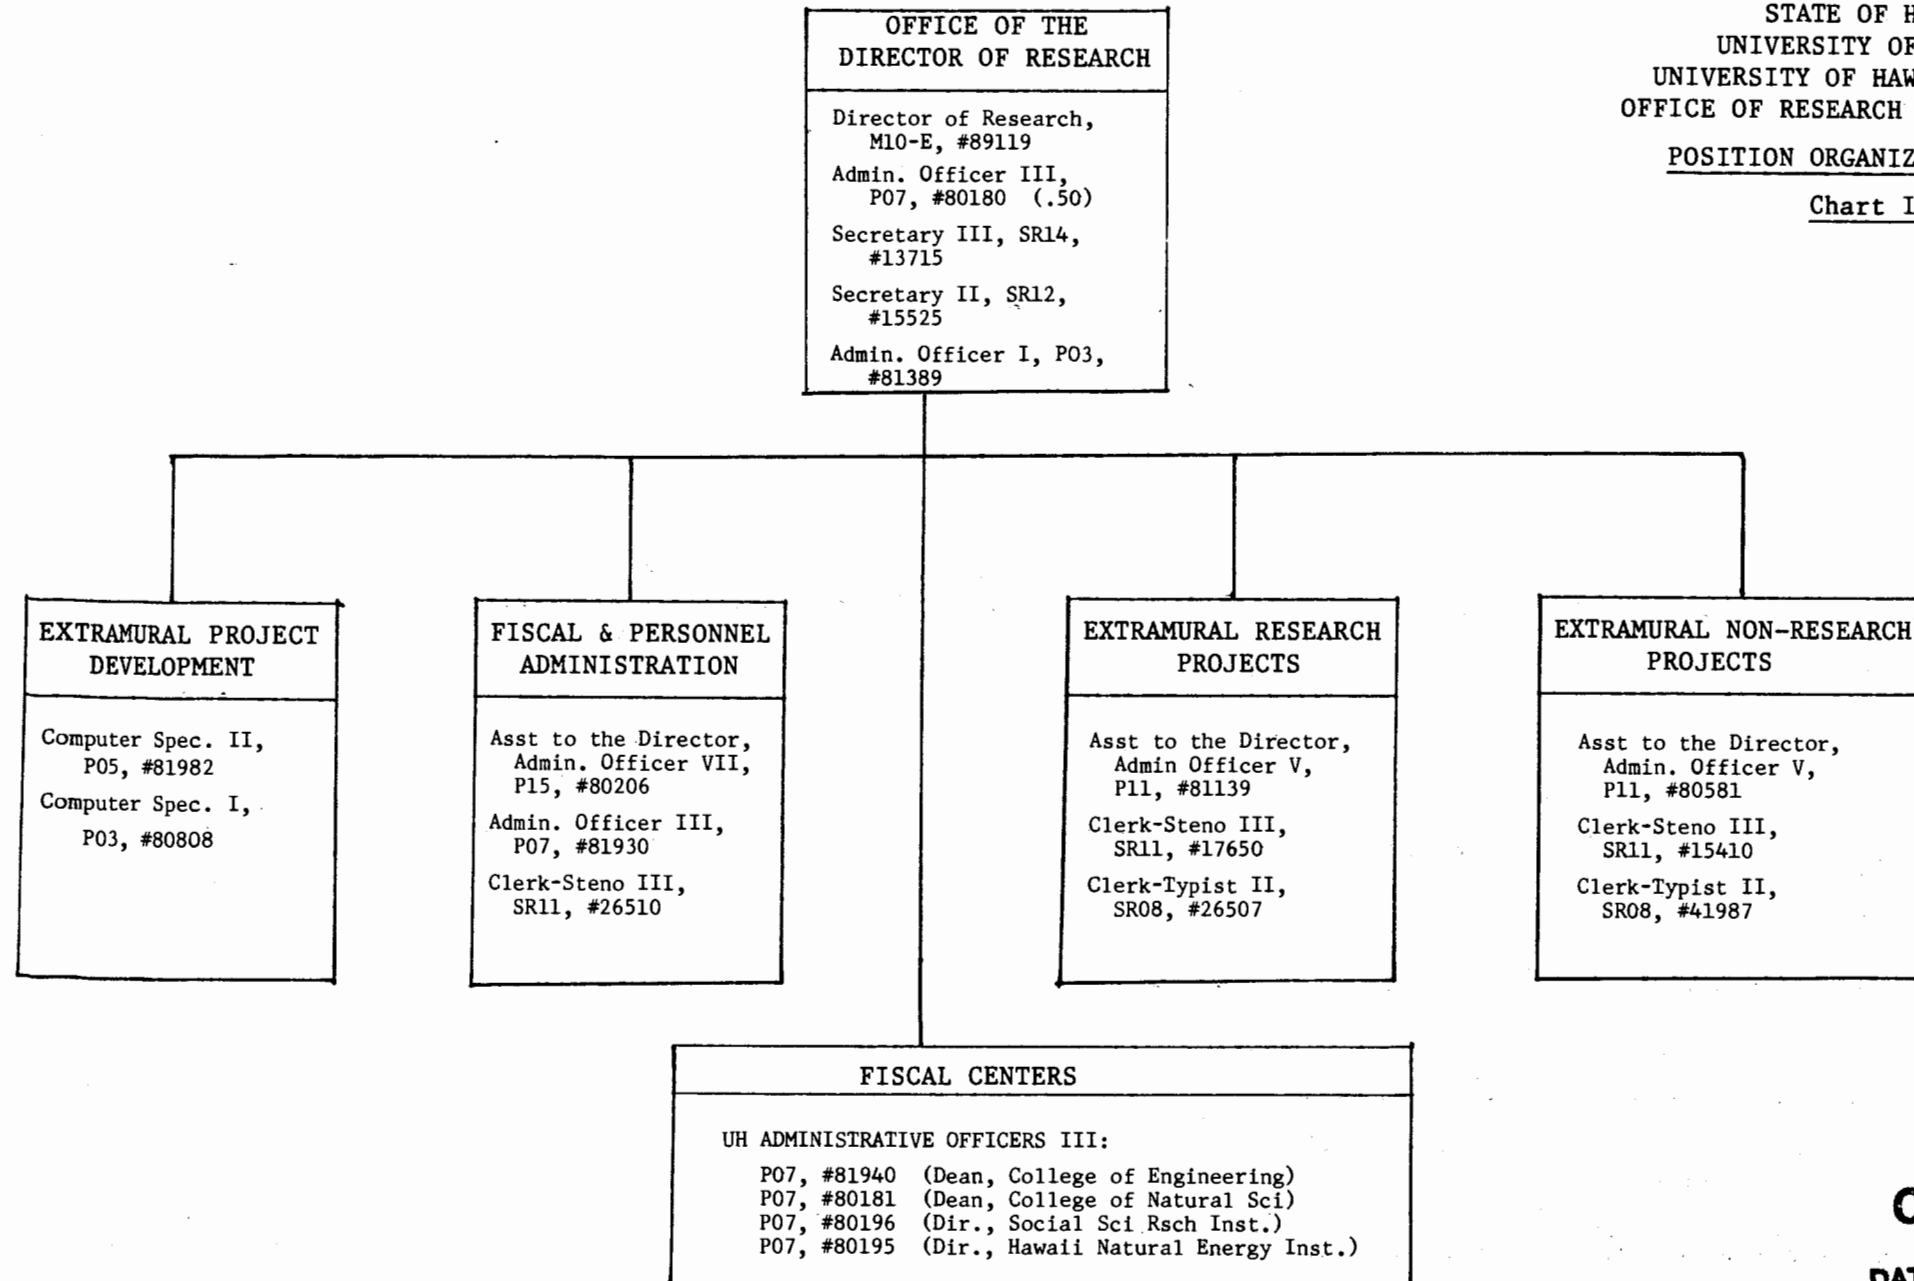 OFFICE OF THE
DIRECTOR OF RESEARCH
Director of Research,
M10-E, #89119
Admin. Officer III,
P07, #80180 (.50)
Secretary III, SR14,
#13715
Secretary II, SR12,
#15525
Admin. Officer I, P03,
#81389
STATE OF H
UNIVERSITY OF
UNIVERSITY OF HAW
OFFICE OF RESEARCH
POSITION ORGANIZ
Chart I
EXTRAMURAL PROJECT
DEVELOPMENT
Computer Spec. II,
P05, #81982
Computer Spec. I,
P03, #80808
FISCAL & PERSONNEL
ADMINISTRATION
Asst to the Director,
Admin. Officer VII,
P15, #80206
Admin. Officer III,
P07, #81930
Clerk-Steno III,
SR11, #26510
EXTRAMURAL RESEARCH
PROJECTS
Asst to the Director,
Admin Officer V,
P11, #81139
Clerk-Steno III,
SR11, #17650
Clerk-Typist II,
SR08, #26507
EXTRAMURAL NON-RESEARCH
PROJECTS
Asst to the Director,
Admin. Officer V,
P11, #80581
Clerk-Steno III,
SR11, #15410
Clerk-Typist II,
SR08, #41987
FISCAL CENTERS
UH ADMINISTRATIVE OFFICERS III:
P07, #81940 (Dean, College of Engineering)
P07, #80181 (Dean, College of Natural Sci)
P07, #80196 (Dir., Social Sci Rsch Inst.)
P07, #80195 (Dir., Hawaii Natural Energy Inst.)